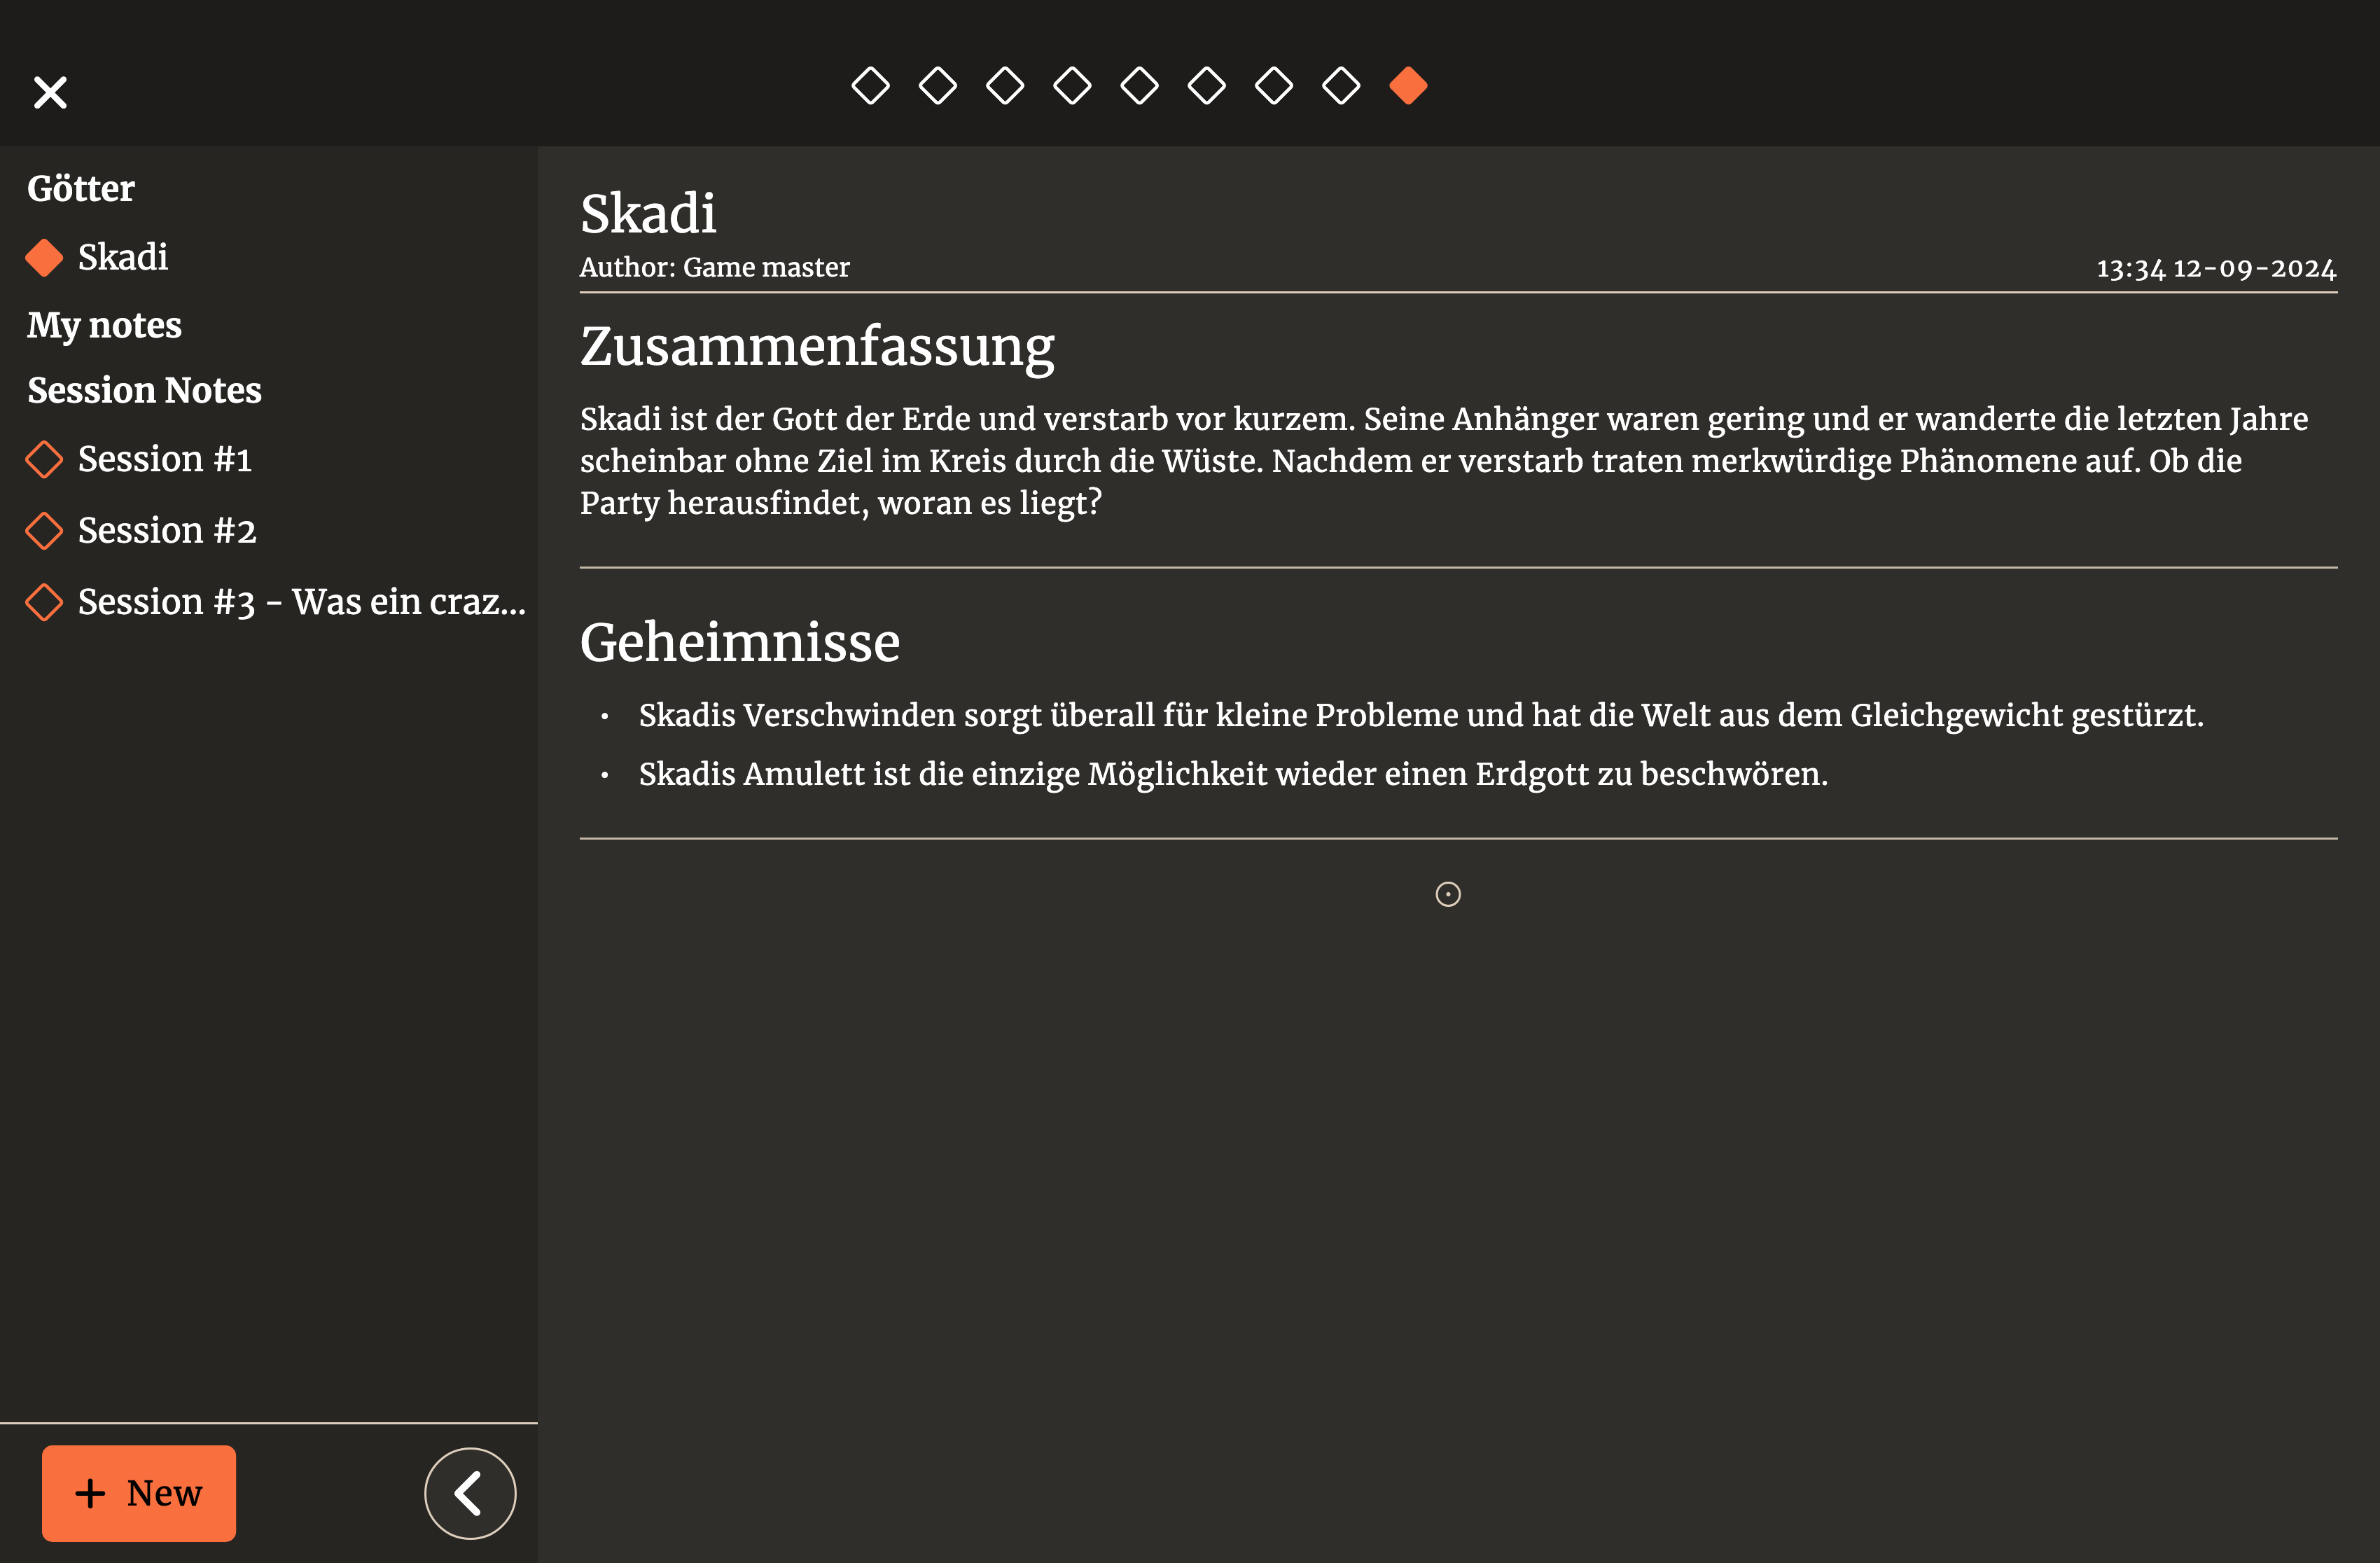 Götter
Skadi
My notes
Session Notes
Session #1
Session #2
Session #3 - Was ein craz...
+ New
Skadi
Author: Game master
13:34 12-09-2024
Zusammenfassung
Skadi ist der Gott der Erde und verstarb vor kurzem. Seine Anhänger waren gering und er wanderte die letzten Jahre
scheinbar ohne Ziel im Kreis durch die Wüste. Nachdem er verstarb traten merkwürdige Phänomene auf. Ob die
Party herausfindet, woran es liegt?
Geheimnisse
• Skadis Verschwinden sorgt überall für kleine Probleme und hat die Welt aus dem Gleichgewicht gestürzt.
• Skadis Amulett ist die einzige Möglichkeit wieder einen Erdgott zu beschwören.